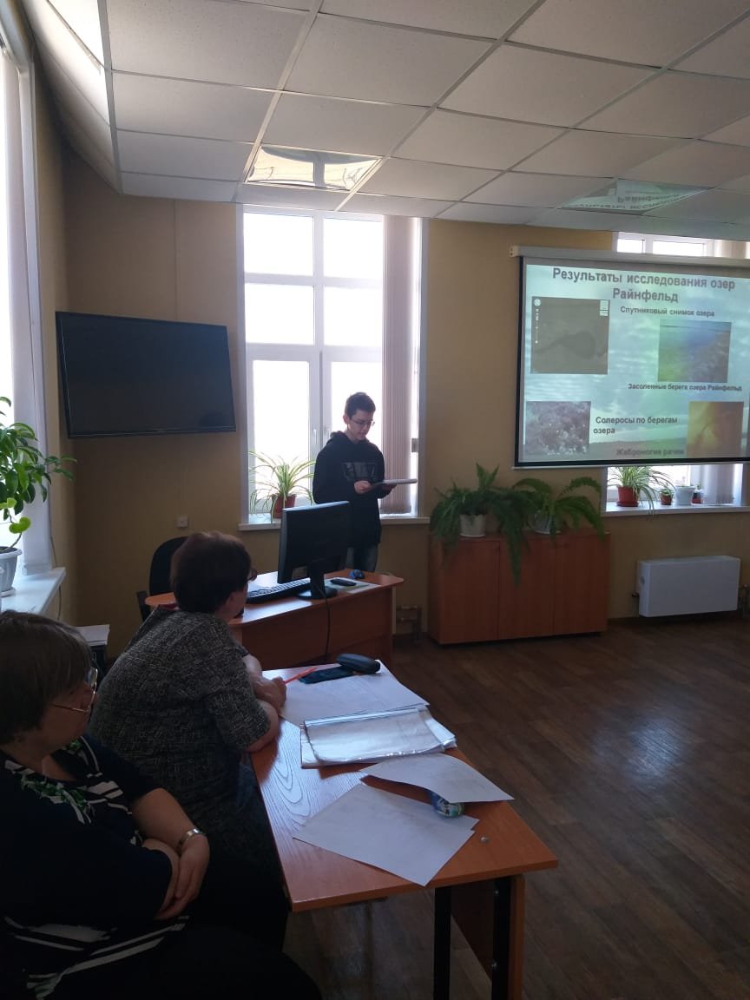 Результаты исследования озер
Райнфельд
Спутниковый снимок озера
Засоленные берега озера Райнфельд
Солеросы по берегам
озера
Жаброногие рачки